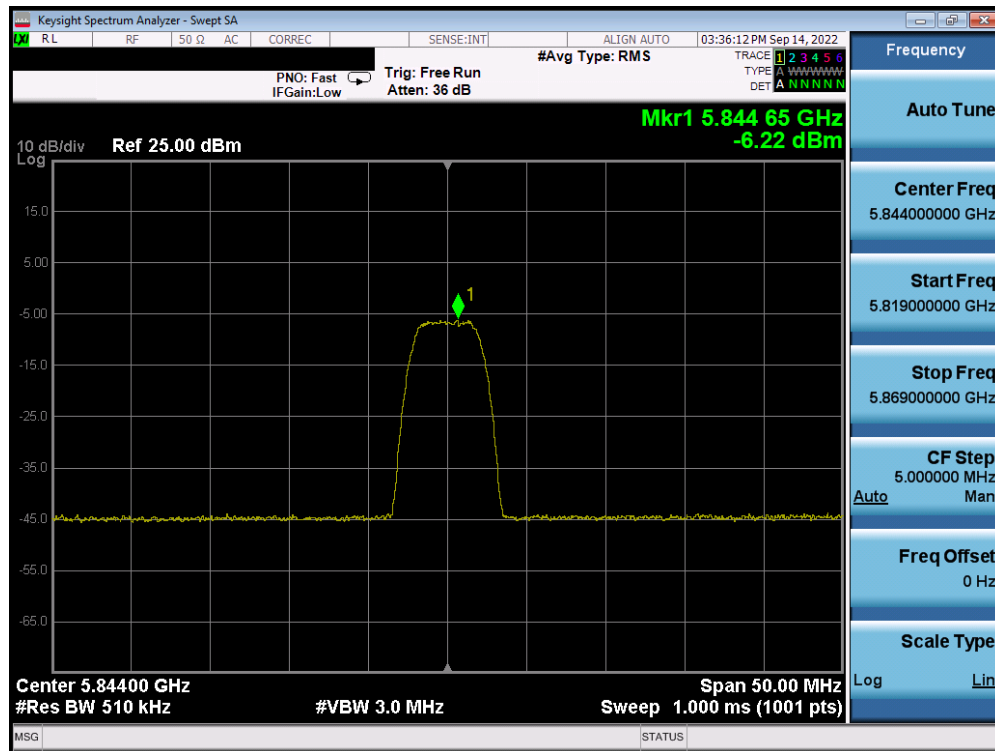 Keysight Spectrum Analyzer - Swept SA
LXI RL RF 50 Ω AC CORREC SENSE:INT ALIGN AUTO 03:36:12 PM Sep 14, 2022
#Avg Type: RMS
TRACE 1 2 3 4 5 6
PNO: Fast Trig: Free Run
TYPE A WWWWW
IFGain:Low Atten: 36 dB
DET A N N N N N
Mkr1 5.844 65 GHz
-6.22 dBm
10 dB/div Ref 25.00 dBm
Log
15.0
5.00
1
-5.00
-15.0
-25.0
-35.0
-45.0
-55.0
-65.0
Center 5.84400 GHz Span 50.00 MHz
#Res BW 510 kHz #VBW 3.0 MHz Sweep 1.000 ms (1001 pts)
MSG STATUS
Frequency
Auto Tune
Center Freq
5.844000000 GHz
Start Freq
5.819000000 GHz
Stop Freq
5.869000000 GHz
CF Step
5.000000 MHz
Auto Man
Freq Offset
0 Hz
Scale Type
Log Lin